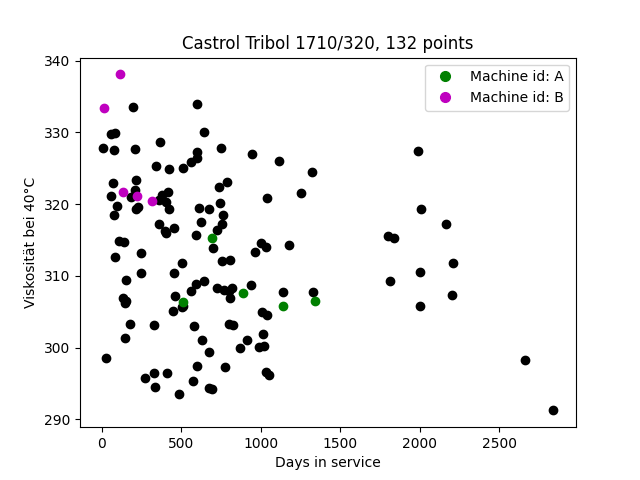 Castrol Tribol 1710/320, 132 points
Machine id: A
Machine id: B
Viskosität bei 40°C
340
330
320
310
300
290
0 500 1000 1500 2000 2500
Days in service